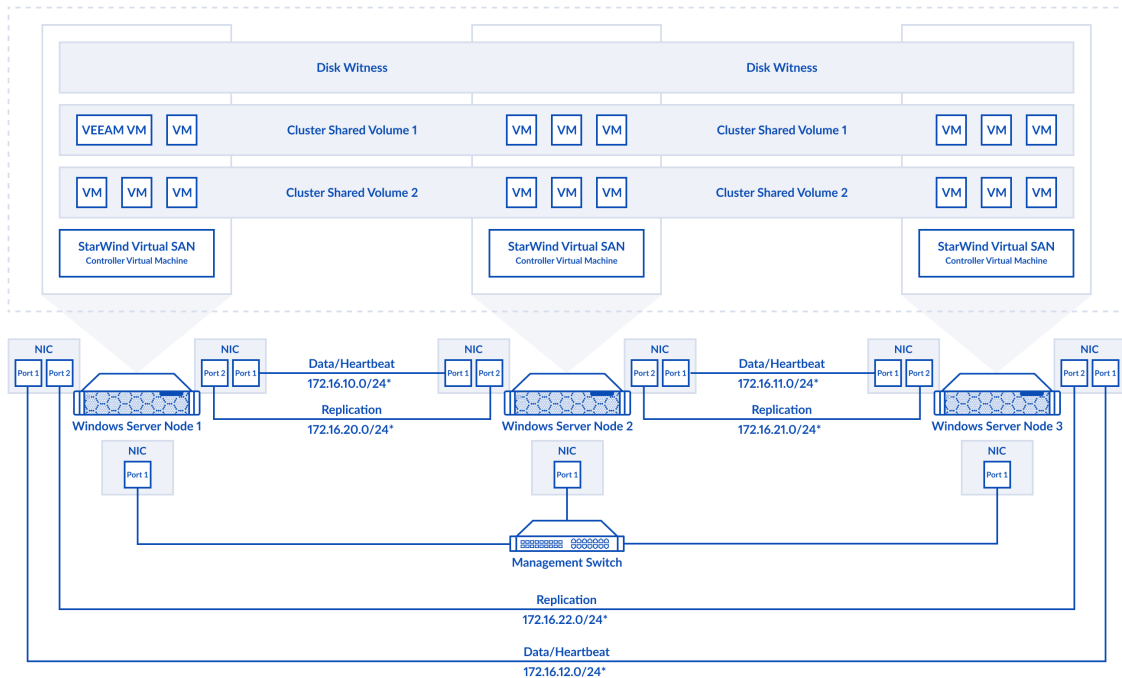 Disk Witness
Disk Witness
VEEAM VM
VM
Cluster Shared Volume 1
VM
VM
VM
Cluster Shared Volume 1
VM
VM
VM
VM
VM
VM
Cluster Shared Volume 2
VM
VM
VM
Cluster Shared Volume 2
VM
VM
VM
StarWind Virtual SAN
Controller Virtual Machine
StarWind Virtual SAN
Controller Virtual Machine
StarWind Virtual SAN
Controller Virtual Machine
NIC
Port 1
Port 2
NIC
Port 2
Port 1
Data/Heartbeat
172.16.10.0/24*
NIC
Port 1
Port 2
NIC
Port 2
Port 1
Data/Heartbeat
172.16.11.0/24*
NIC
Port 1
Port 2
NIC
Port 2
Port 1
Replication
172.16.20.0/24*
Replication
172.16.21.0/24*
Windows Server Node 1
Windows Server Node 2
Windows Server Node 3
NIC
Port 1
NIC
Port 1
NIC
Port 1
Management Switch
Replication
172.16.22.0/24*
Data/Heartbeat
172.16.12.0/24*